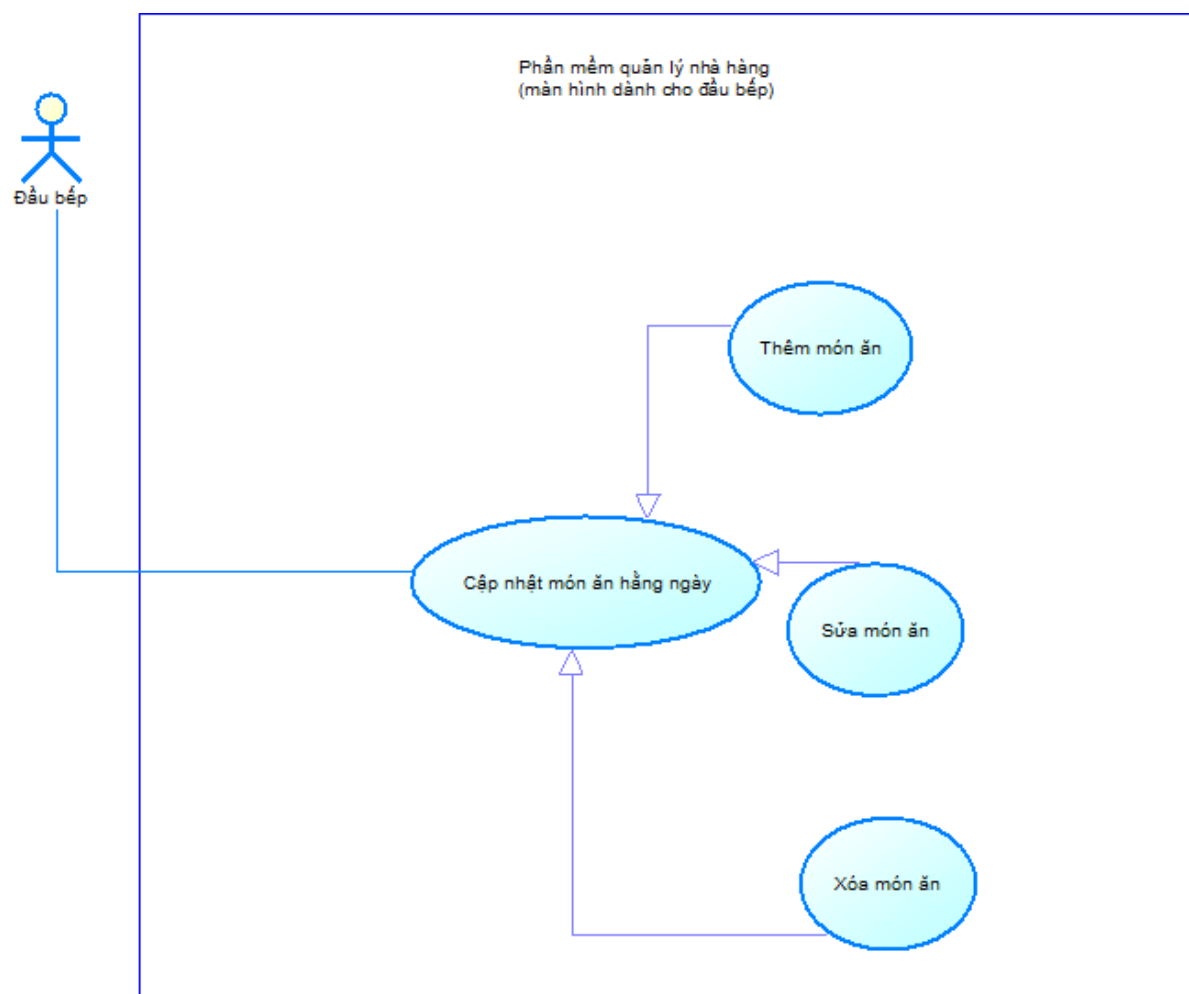 Phần mềm quản lý nhà hàng
(màn hình dành cho đầu bếp)
Đầu bếp
Thêm món ăn
Cập nhật món ăn hằng ngày
Sửa món ăn
Xóa món ăn